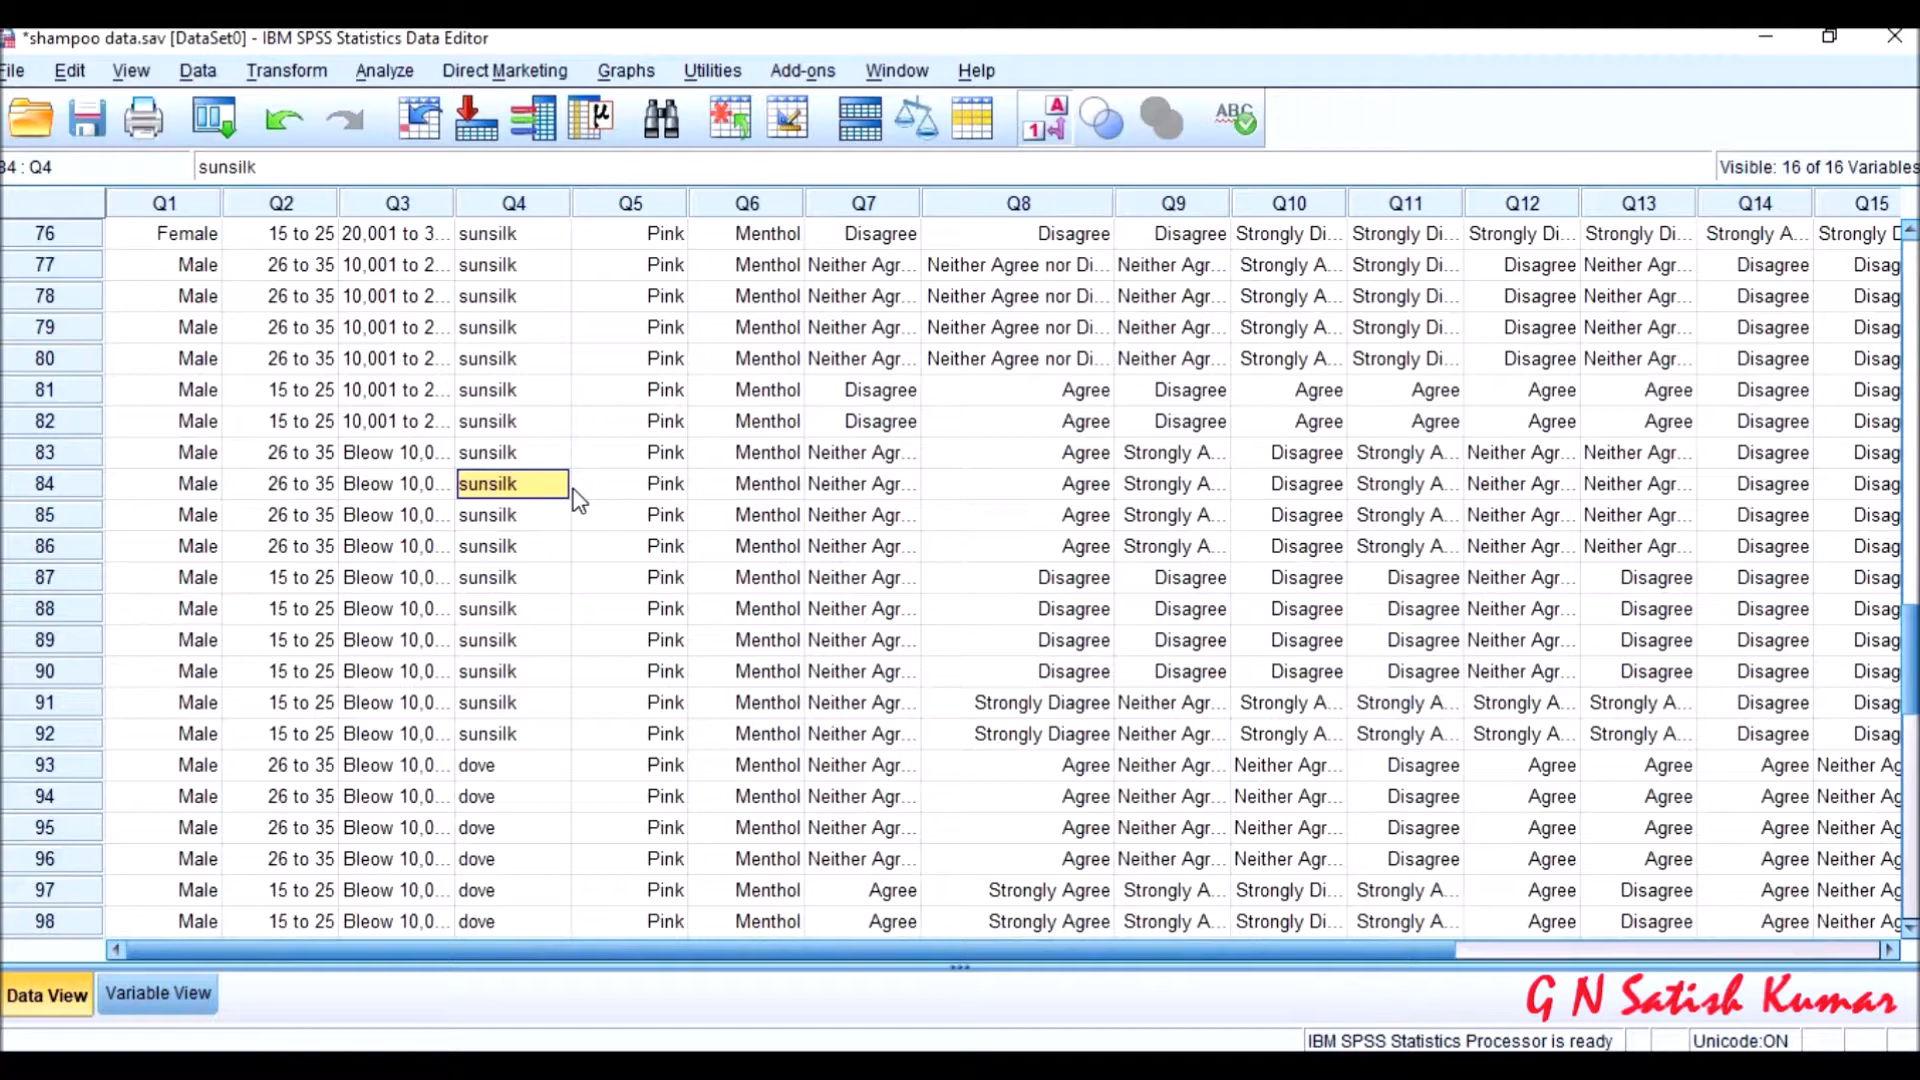 *shampoo data.sav [DataSet0] - IBM SPSS Statistics Data Editor
File Edit View Data Transform Analyze Direct Marketing Graphs Utilities Add-ons Window Help
84 : Q4 sunsilk Visible: 16 of 16 Variables
Q1 Q2 Q3 Q4 Q5 Q6 Q7 Q8 Q9 Q10 Q11 Q12 Q13 Q14 Q15
76 Female 15 to 25 20,001 to 3... sunsilk Pink Menthol Disagree Disagree Disagree Strongly Di... Strongly Di... Strongly Di... Strongly Di... Strongly A... Strongly D
77 Male 26 to 35 10,001 to 2... sunsilk Pink Menthol Neither Agr... Neither Agree nor Di... Neither Agr... Strongly A... Strongly Di... Disagree Neither Agr... Disagree Disag
78 Male 26 to 35 10,001 to 2... sunsilk Pink Menthol Neither Agr... Neither Agree nor Di... Neither Agr... Strongly A... Strongly Di... Disagree Neither Agr... Disagree Disag
79 Male 26 to 35 10,001 to 2... sunsilk Pink Menthol Neither Agr... Neither Agree nor Di... Neither Agr... Strongly A... Strongly Di... Disagree Neither Agr... Disagree Disag
80 Male 26 to 35 10,001 to 2... sunsilk Pink Menthol Neither Agr... Neither Agree nor Di... Neither Agr... Strongly A... Strongly Di... Disagree Neither Agr... Disagree Disag
81 Male 15 to 25 10,001 to 2... sunsilk Pink Menthol Disagree Agree Disagree Agree Agree Agree Agree Disagree Disag
82 Male 15 to 25 10,001 to 2... sunsilk Pink Menthol Disagree Agree Disagree Agree Agree Agree Agree Disagree Disag
83 Male 26 to 35 Bleow 10,0... sunsilk Pink Menthol Neither Agr... Agree Strongly A... Disagree Strongly A... Neither Agr... Neither Agr... Disagree Disag
84 Male 26 to 35 Bleow 10,0... sunsilk Pink Menthol Neither Agr... Agree Strongly A... Disagree Strongly A... Neither Agr... Neither Agr... Disagree Disag
85 Male 26 to 35 Bleow 10,0... sunsilk Pink Menthol Neither Agr... Agree Strongly A... Disagree Strongly A... Neither Agr... Neither Agr... Disagree Disag
86 Male 26 to 35 Bleow 10,0... sunsilk Pink Menthol Neither Agr... Agree Strongly A... Disagree Strongly A... Neither Agr... Neither Agr... Disagree Disag
87 Male 15 to 25 Bleow 10,0... sunsilk Pink Menthol Neither Agr... Disagree Disagree Disagree Disagree Neither Agr... Disagree Disagree Disag
88 Male 15 to 25 Bleow 10,0... sunsilk Pink Menthol Neither Agr... Disagree Disagree Disagree Disagree Neither Agr... Disagree Disagree Disag
89 Male 15 to 25 Bleow 10,0... sunsilk Pink Menthol Neither Agr... Disagree Disagree Disagree Disagree Neither Agr... Disagree Disagree Disag
90 Male 15 to 25 Bleow 10,0... sunsilk Pink Menthol Neither Agr... Disagree Disagree Disagree Disagree Neither Agr... Disagree Disagree Disag
91 Male 15 to 25 Bleow 10,0... sunsilk Pink Menthol Neither Agr... Strongly Diagree Neither Agr... Strongly A... Strongly A... Strongly A... Strongly A... Disagree Disag
92 Male 15 to 25 Bleow 10,0... sunsilk Pink Menthol Neither Agr... Strongly Diagree Neither Agr... Strongly A... Strongly A... Strongly A... Strongly A... Disagree Disag
93 Male 26 to 35 Bleow 10,0... dove Pink Menthol Neither Agr... Agree Neither Agr... Neither Agr... Disagree Agree Agree Agree Neither Ag
94 Male 26 to 35 Bleow 10,0... dove Pink Menthol Neither Agr... Agree Neither Agr... Neither Agr... Disagree Agree Agree Agree Neither Ag
95 Male 26 to 35 Bleow 10,0... dove Pink Menthol Neither Agr... Agree Neither Agr... Neither Agr... Disagree Agree Agree Agree Neither Ag
96 Male 26 to 35 Bleow 10,0... dove Pink Menthol Neither Agr... Agree Neither Agr... Neither Agr... Disagree Agree Agree Agree Neither Ag
97 Male 15 to 25 Bleow 10,0... dove Pink Menthol Agree Strongly Agree Strongly A... Strongly Di... Strongly A... Agree Disagree Agree Neither Ag
98 Male 15 to 25 Bleow 10,0... dove Pink Menthol Agree Strongly Agree Strongly A... Strongly Di... Strongly A... Agree Disagree Agree Neither Ag
Data View Variable View
G N Satish Kumar
IBM SPSS Statistics Processor is ready Unicode:ON